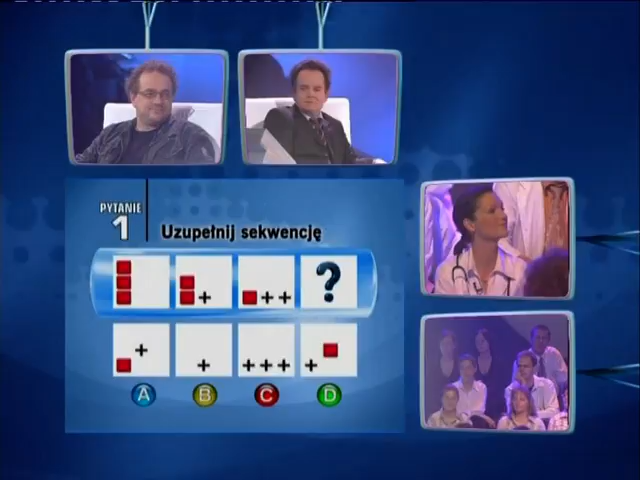 PYTANIE
1
Uzupełnij sekwencję
+
+ +
?
+
+
+ + +
+
A
B
C
D